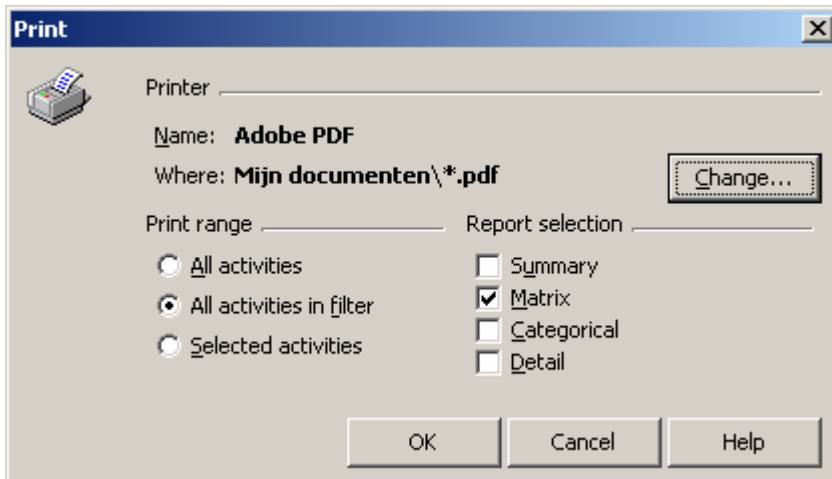 Print
Printer
Name: Adobe PDF
Where: Mijn documenten\*.pdf
Change...
Print range
Report selection
All activities
All activities in filter
Selected activities
Summary
Matrix
Categorical
Detail
OK
Cancel
Help